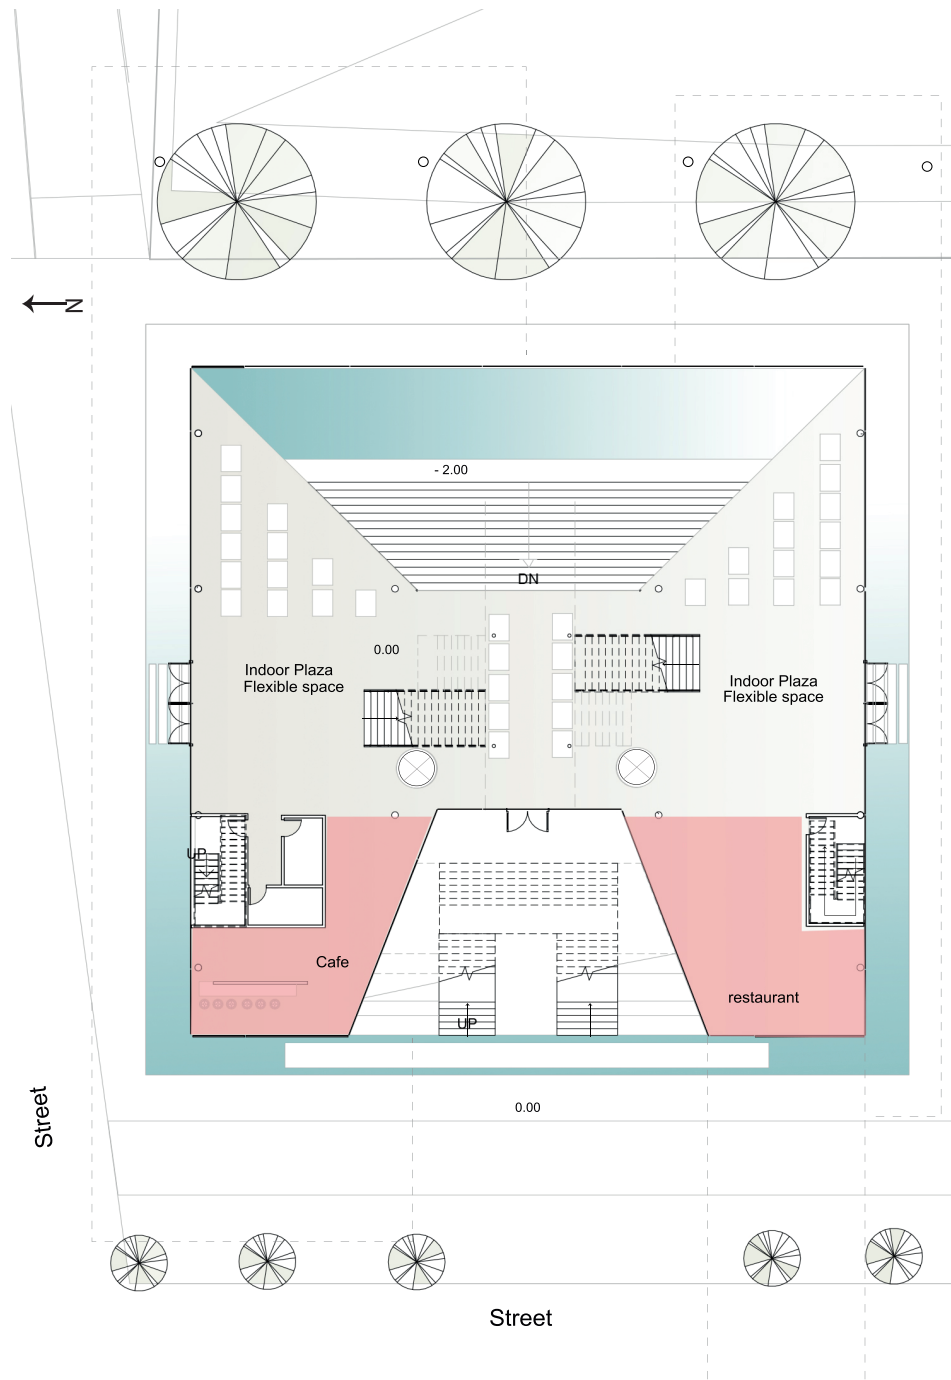 N
- 2.00
DN
0.00
Indoor Plaza
Flexible space
Indoor Plaza
Flexible space
UP
Cafe
restaurant
UP
0.00
Street
Street